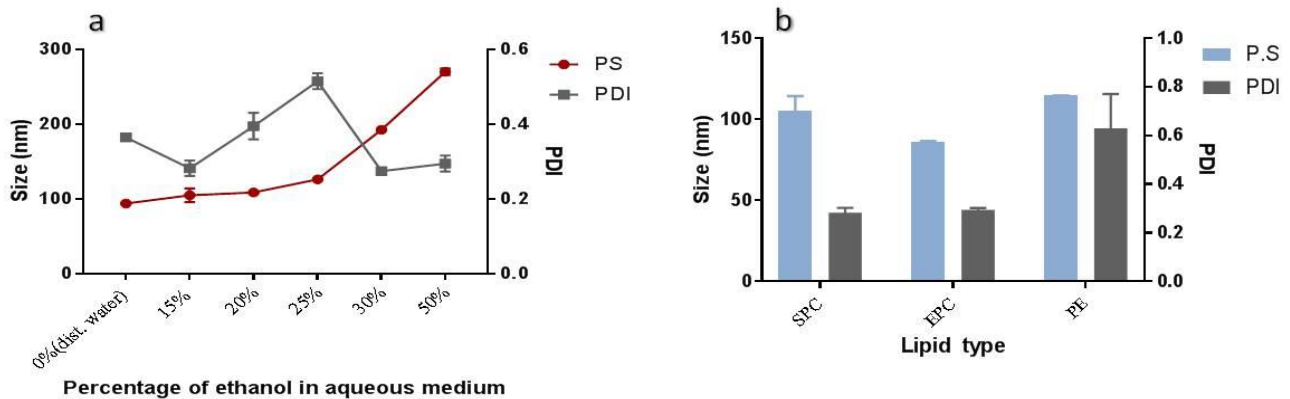 a
300
200
100
0
Size (nm)
0.6
0.4
0.2
0.0
PDI
PS
PDI
0%(dist. water)
15%
20%
25%
30%
50%
Percentage of ethanol in aqueous medium
b
150
100
50
0
Size (nm)
1.0
0.8
0.6
0.4
0.2
0.0
PDI
P.S
PDI
SPC
EPC
PE
Lipid type